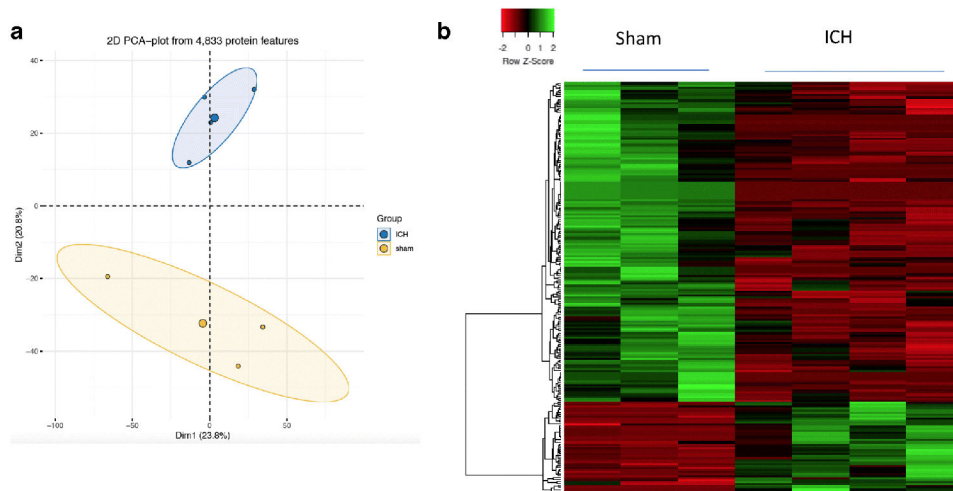 a
2D PCA-plot from 4,833 protein features
40
20
0
−20
−40
Dim2 (20.8%)
−100
−50
0
50
Dim1 (23.8%)
Group
ICH
sham
b
-2 0 1 2
Row Z-Score
Sham
ICH